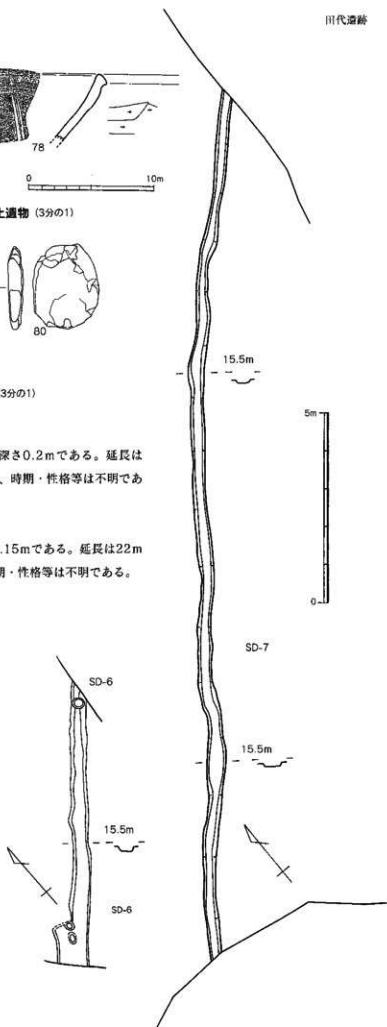 田代遺跡
78
0 10m
土遺物 (3分の1)
80
3分の1)
15.5m
5m
0
深さ0.2mである。延長は
、時期・性格等は不明であ
.15mである。延長は22m
期・性格等は不明である。
SD-7
SD-6
15.5m
15.5m
SD-6